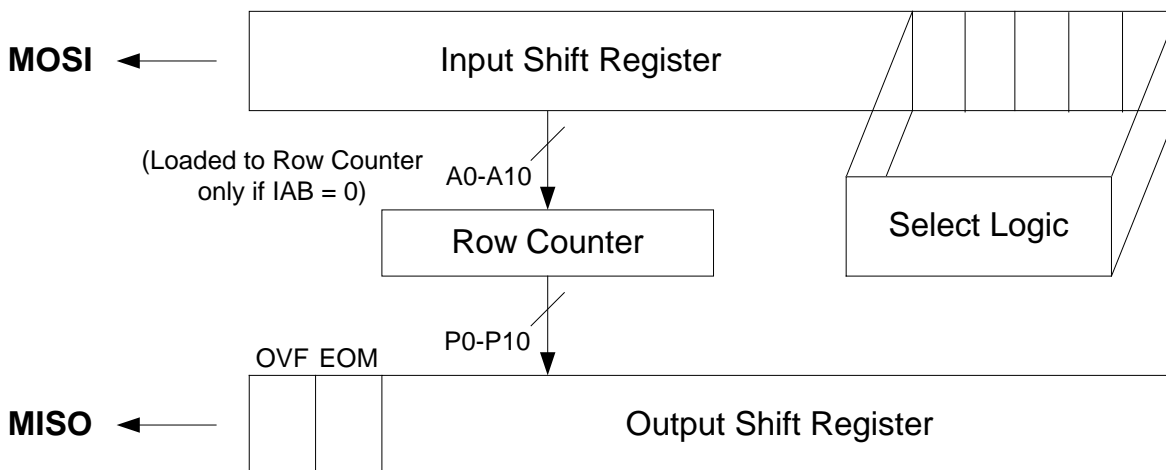 MOSI
Input Shift Register
(Loaded to Row Counter
only if IAB = 0)
A0-A10
Row Counter
Select Logic
P0-P10
OVF EOM
MISO
Output Shift Register